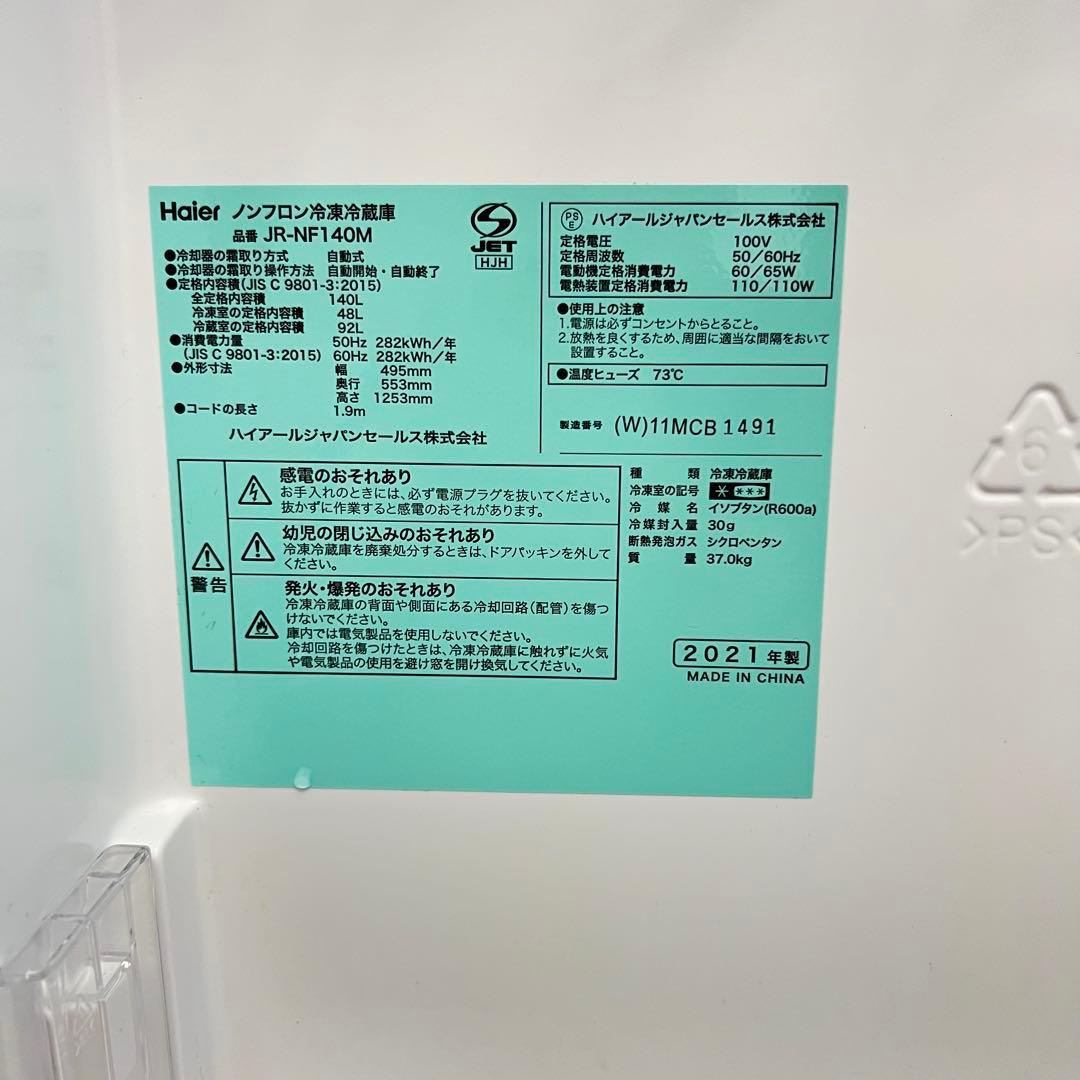 Haier ノンフロン冷凍冷蔵庫
品番 JR-NF140M
●冷却器の霜取り方式 自動式
●冷却器の霜取り操作方法 自動開始・自動終了
●定格内容積(JIS C 9801-3:2015)
全定格内容積 140L
冷凍室の定格内容積 48L
冷蔵室の定格内容積 92L
●消費電力量 50Hz 282kWh/年
(JIS C 9801-3:2015) 60Hz 282kWh/年
●外形寸法 幅 495mm
奥行 553mm
高さ 1253mm
●コードの長さ 1.9m
ハイアールジャパンセールス株式会社
JET
HJH
PSE ハイアールジャパンセールス株式会社
定格電圧 100V
定格周波数 50/60Hz
電動機定格消費電力 60/65W
電熱装置定格消費電力 110/110W
●使用上の注意
1.電源は必ずコンセントからとること。
2.放熱を良くするため、周囲に適当な間隔をおいて
設置すること。
●温度ヒューズ 73℃
製造番号 (W)11MCB1491
警告
感電のおそれあり
お手入れのときには、必ず電源プラグを抜いてください。
抜かずに作業すると感電のおそれがあります。
幼児の閉じ込みのおそれあり
冷凍冷蔵庫を廃棄処分するときは、ドアパッキンを外して
ください。
発火・爆発のおそれあり
冷凍冷蔵庫の背面や側面にある冷却回路(配管)を傷つ
けないでください。
庫内では電気製品を使用しないでください。
冷却回路を傷つけたときは、冷凍冷蔵庫に触れずに火気
や電気製品の使用を避け窓を開け換気してください。
種類 冷凍冷蔵庫
冷凍室の記号 * ***
冷媒名 イソブタン(R600a)
冷媒封入量 30g
断熱発泡ガス シクロペンタン
質量 37.0kg
2021年製
MADE IN CHINA
6
>PS<